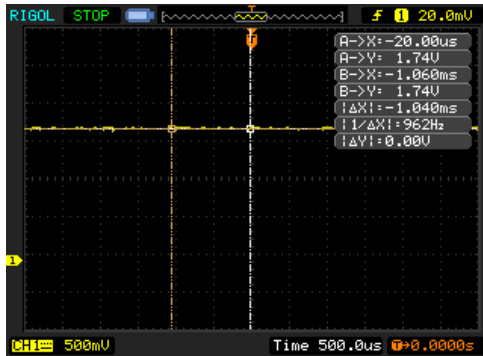 RIGOL STOP f 1 20.0mV
T
A->X:-20.00us
A->Y: 1.74V
B->X:-1.060ms
B->Y: 1.74V
|ΔX|:-1.040ms
|1/ΔX|:962Hz
|ΔY|:0.00V
1
CH1 500mV Time 500.0us T→0.0000s